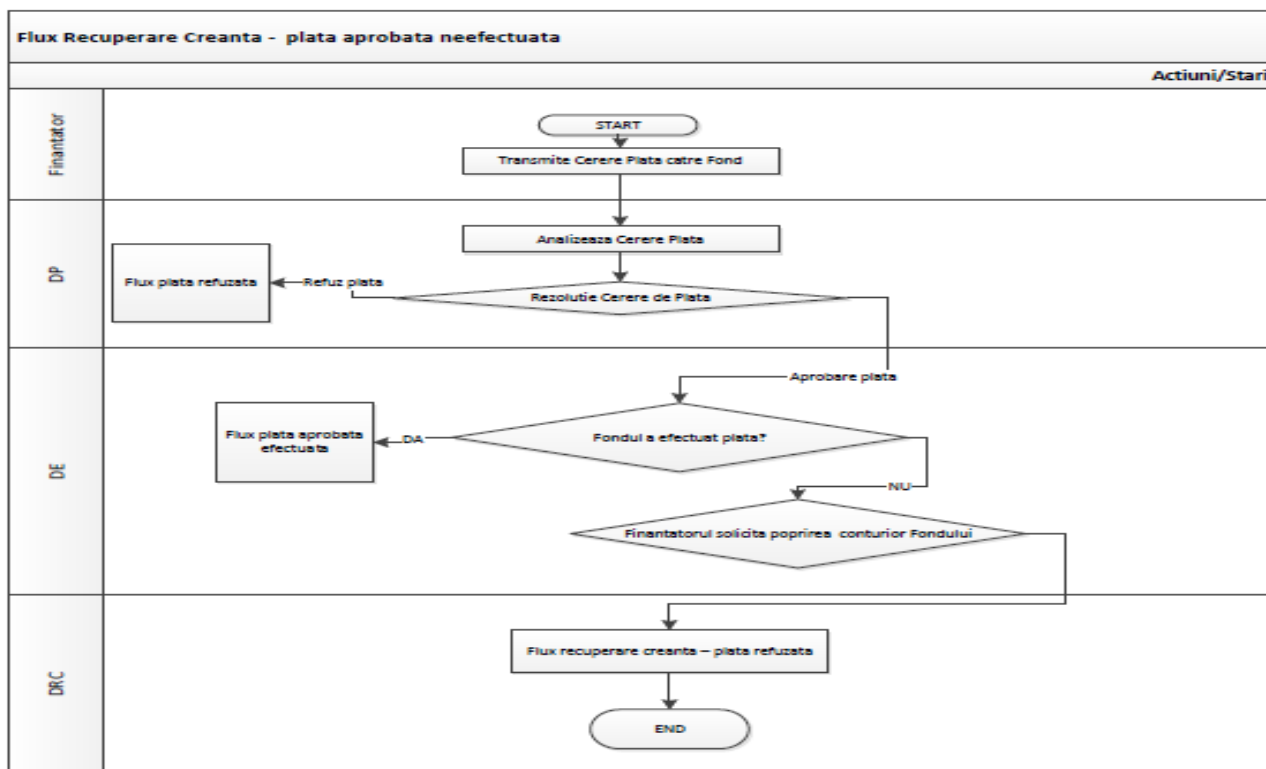 Flux Recuperare Creanta - plata aprobata neefectuata
Actiuni/Stari
Finantator
START
Transmite Cerere Plata catre Fond
DP
Analizeaza Cerere Plata
Flux plata refuzata
Refuz plata
Rezolutie Cerere de Plata
DE
Aprobare plata
Flux plata aprobata
efectuata
DA
Fondul a efectuat plata?
NU
Finantatorul solicita poprirea conturior Fondului
DRC
Flux recuperare creanta – plata refuzata
END